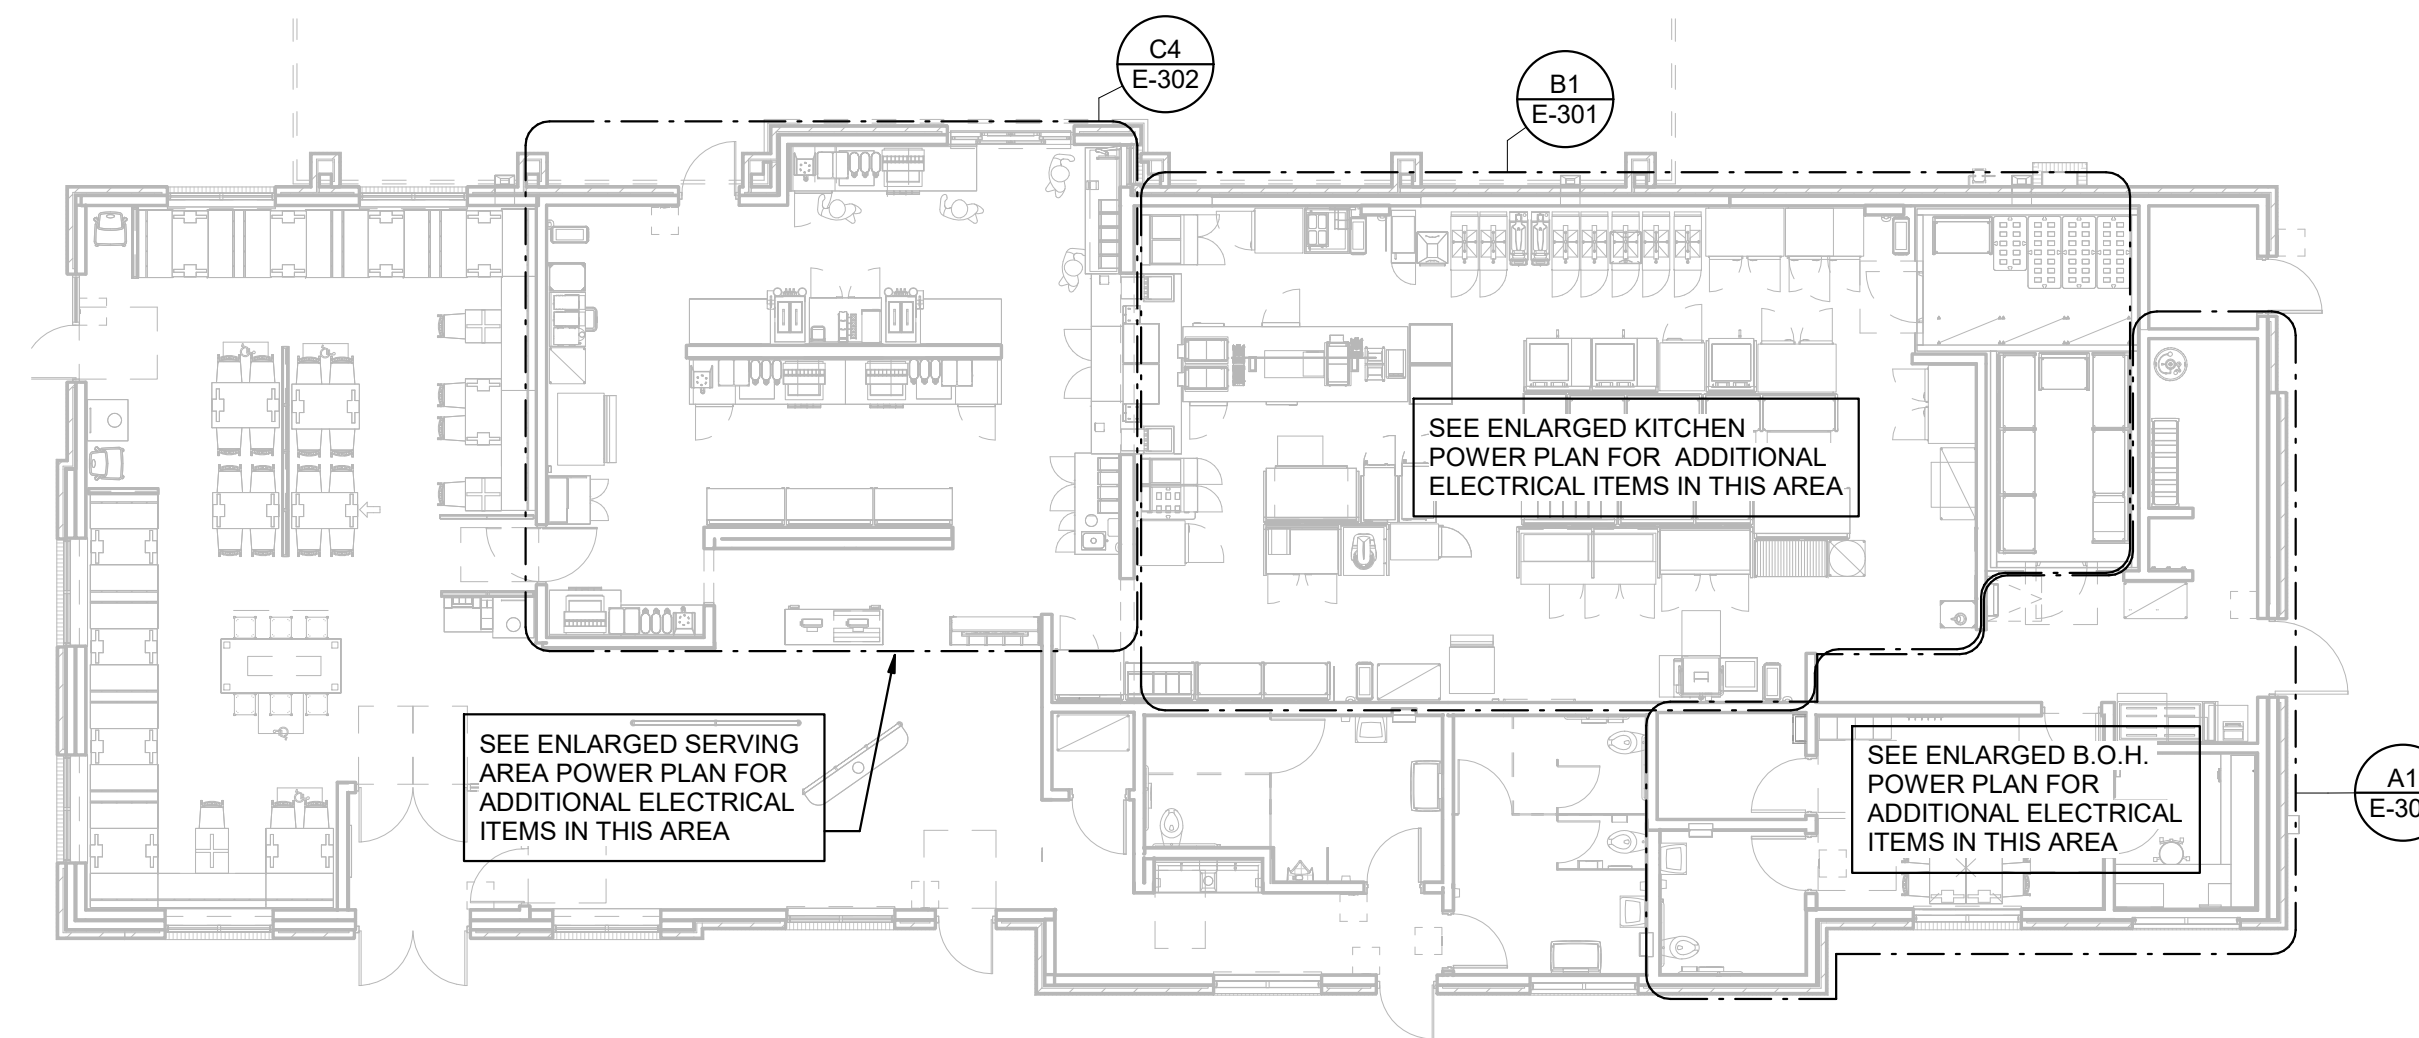 C4
E-302
B1
E-301
SEE ENLARGED KITCHEN
POWER PLAN FOR ADDITIONAL
ELECTRICAL ITEMS IN THIS AREA
SEE ENLARGED SERVING
AREA POWER PLAN FOR
ADDITIONAL ELECTRICAL
ITEMS IN THIS AREA
SEE ENLARGED B.O.H.
POWER PLAN FOR
ADDITIONAL ELECTRICAL
ITEMS IN THIS AREA
A1